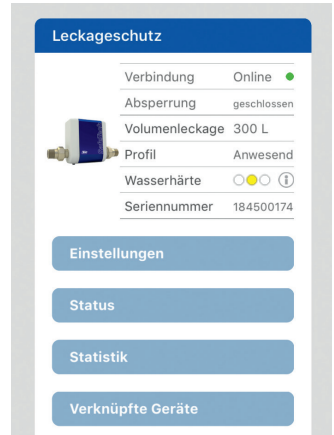 Leckageschutz
Verbindung Online
Absperrung geschlossen
Volumenleckage 300 L
Profil Anwesend
Wasserhärte
Seriennummer 184500174
Einstellungen
Status
Statistik
Verknüpfte Geräte